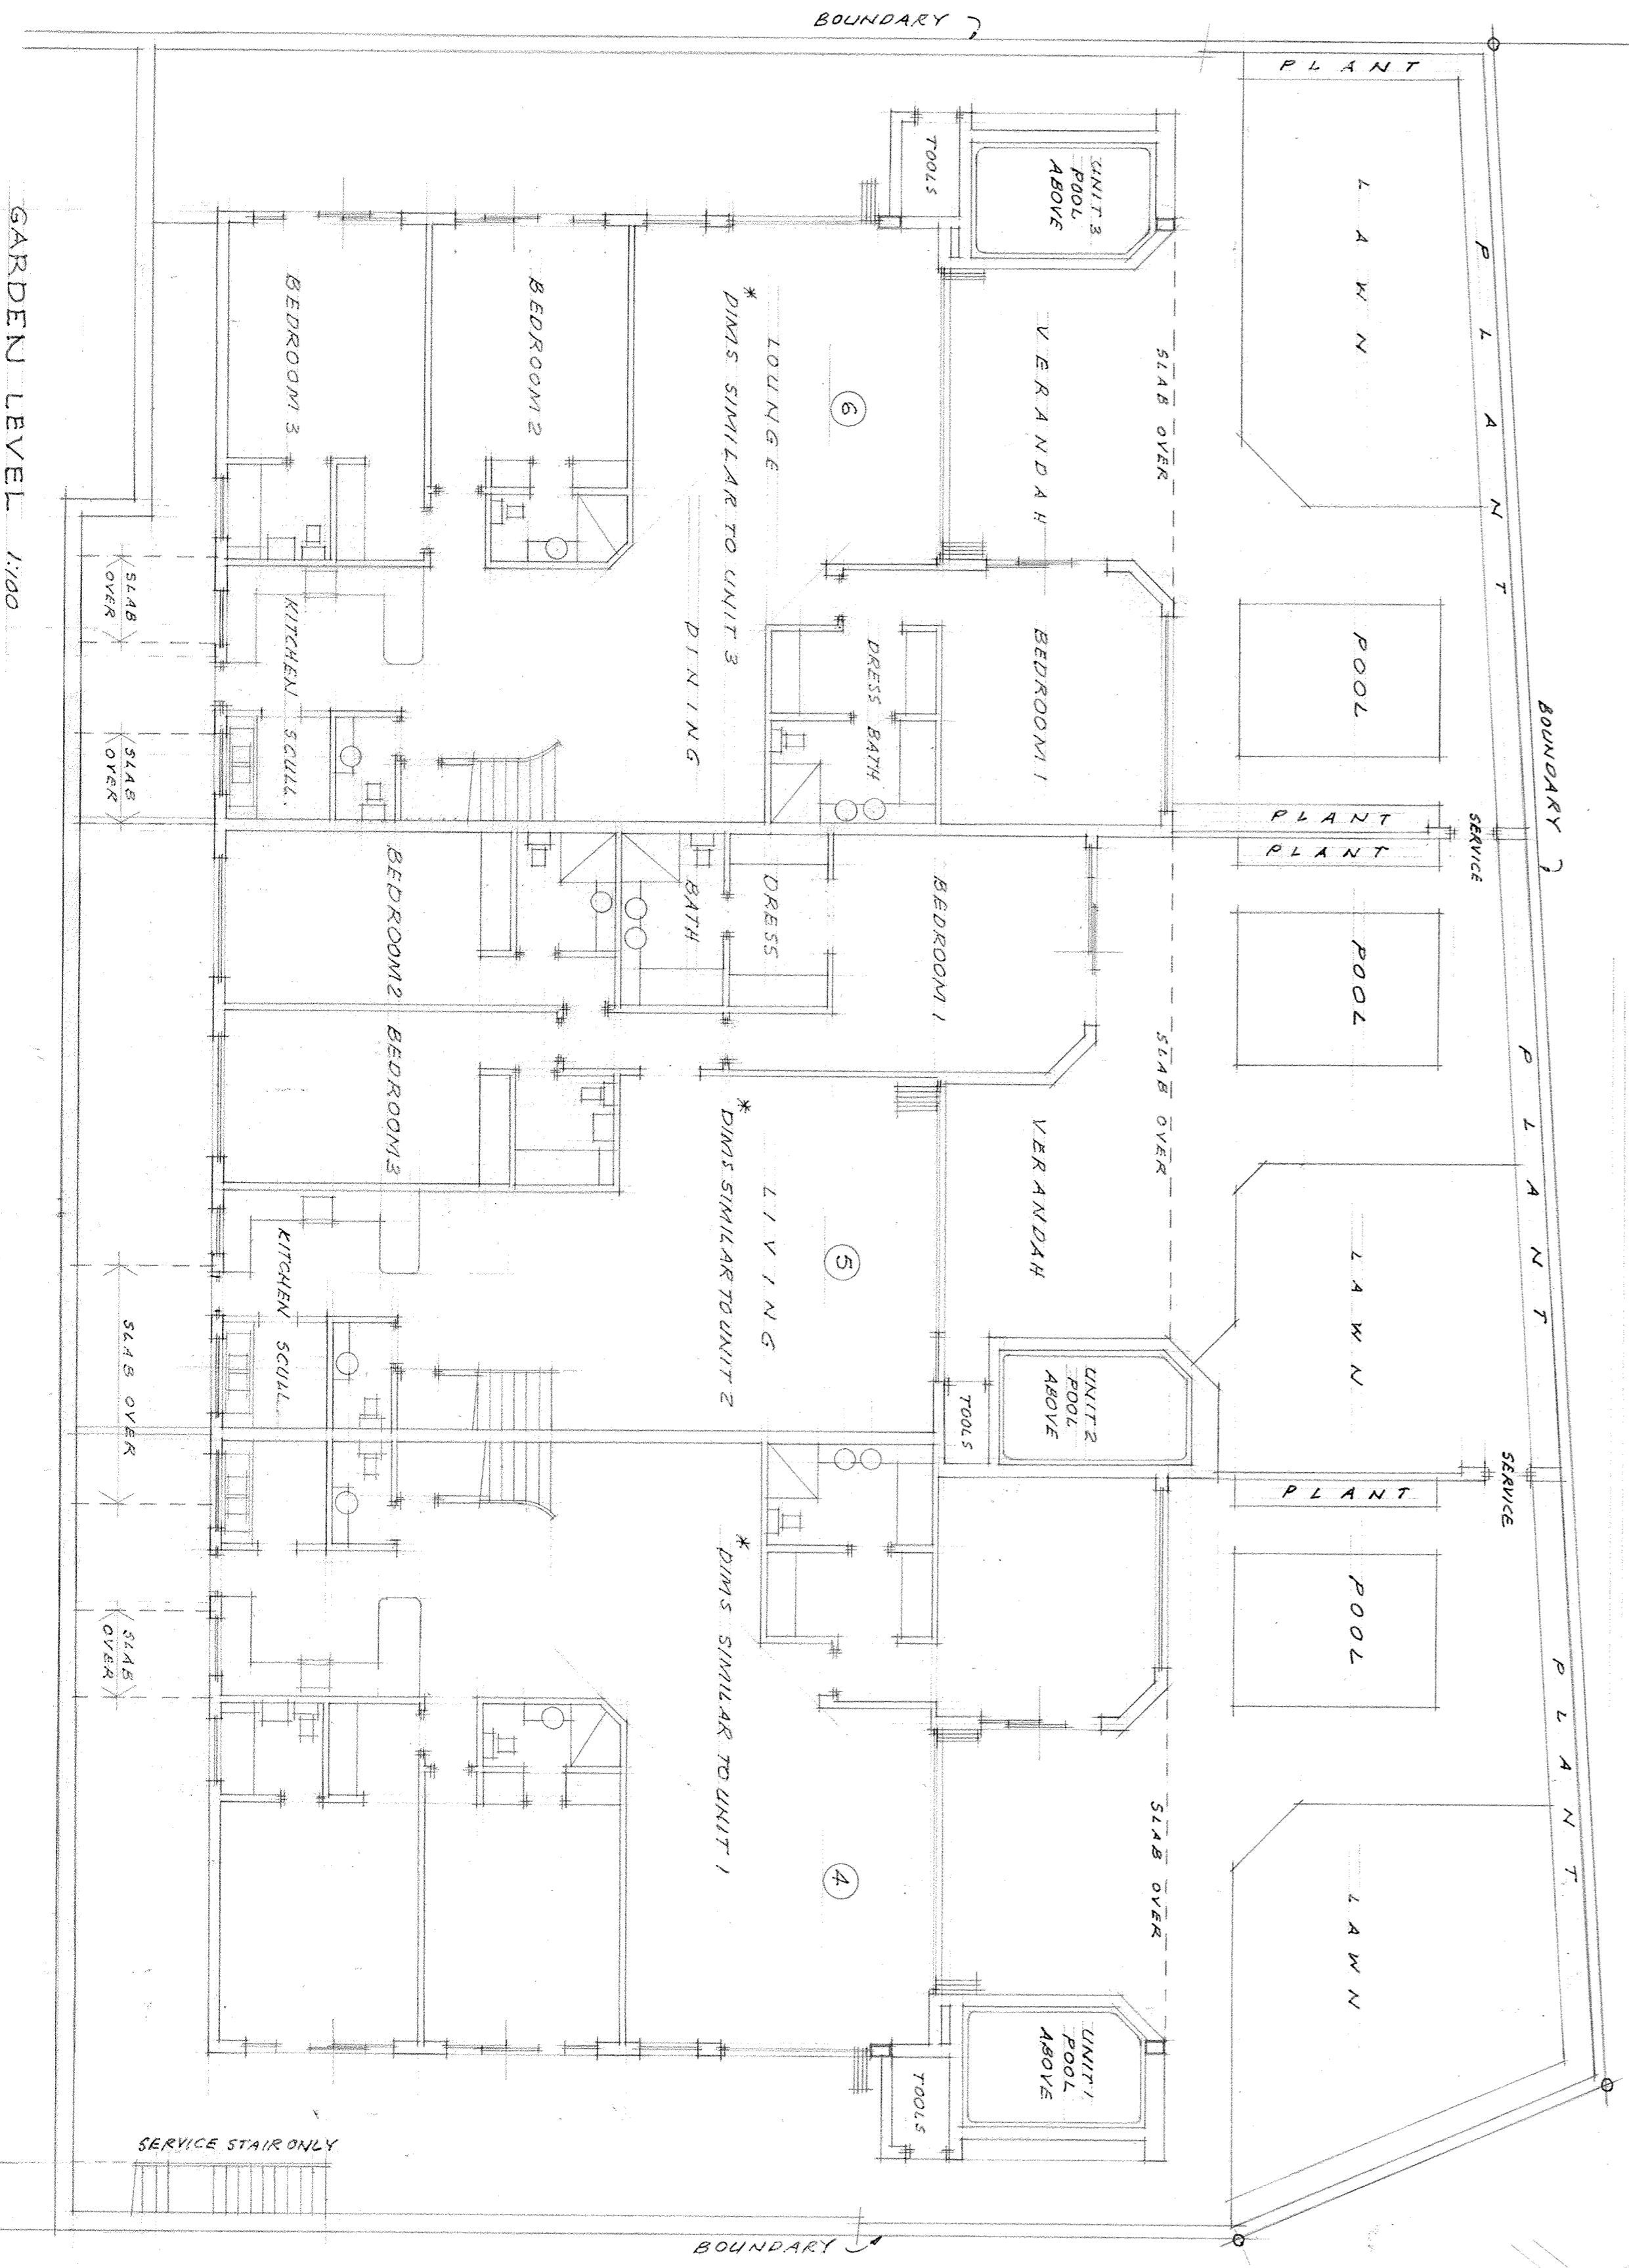 BOUNDARY
PLANT
PLANT
LAWN
TOOLS
UNIT 3
POOL
ABOVE
BEDROOM 3
BEDROOM 2
* DIMS SIMILAR TO UNIT 3
LOUNGE
6
VERANDAH
SLAB OVER
GARDEN LEVEL 1:100
SLAB
OVER
KITCHEN SCULL.
DINING
DRESS BATH
BEDROOM 1
POOL
BOUNDARY
SLAB
OVER
PLANT
PLANT
SERVICE
BEDROOM 2
BATH
DRESS
BEDROOM 1
POOL
BEDROOM 3
SLAB OVER
PLANT
* DIMS SIMILAR TO UNIT 2
LIVING
5
VERANDAH
LAWN
KITCHEN SCULL.
SLAB OVER
TOOLS
UNIT 2
POOL
ABOVE
PLANT
SERVICE
SLAB
OVER
* DIMS SIMILAR TO UNIT 1
4
POOL
PLANT
SLAB OVER
LAWN
TOOLS
UNIT 1
POOL
ABOVE
SERVICE STAIR ONLY
BOUNDARY